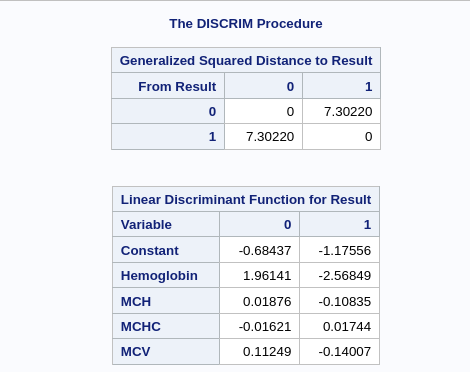 The DISCRIM Procedure
Generalized Squared Distance to Result
From Result 0 1
0 0 7.30220
1 7.30220 0
Linear Discriminant Function for Result
Variable 0 1
Constant -0.68437 -1.17556
Hemoglobin 1.96141 -2.56849
MCH 0.01876 -0.10835
MCHC -0.01621 0.01744
MCV 0.11249 -0.14007